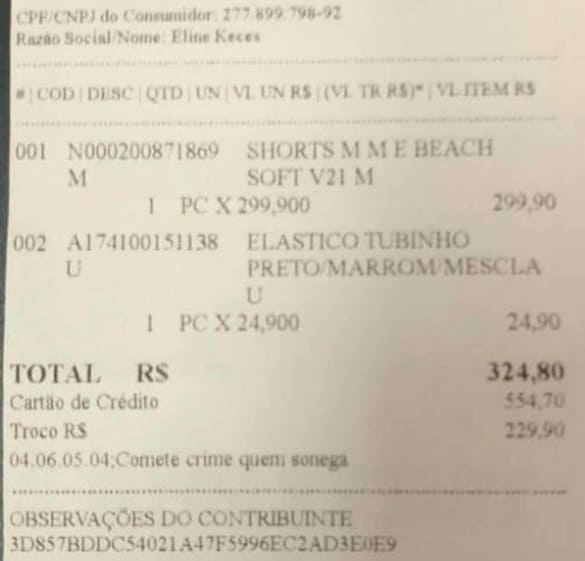 CPF/CNPJ do Consumidor: 277.899.798-92
Razão Social/Nome: Eline Keces
# | COD | DESC | QTD | UN | VL UN R$ | (VL TR R$)* | VL ITEM R$
001 N000200871869 SHORTS M M E BEACH
M SOFT V21 M
1 PC X 299,900 299,90
002 A174100151138 ELASTICO TUBINHO
U PRETO/MARROM/MESCLA
U
1 PC X 24,900 24,90
TOTAL R$ 324,80
Cartão de Crédito 554,70
Troco R$ 229,90
04.06.05.04;Comete crime quem sonega
OBSERVAÇÕES DO CONTRIBUINTE
3D857BDDC54021A47F5996EC2AD3E0E9